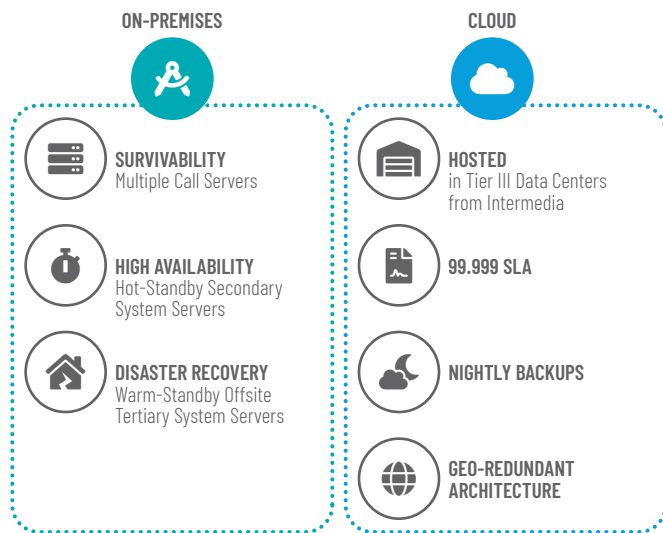 ON-PREMISES
SURVIVABILITY
Multiple Call Servers
HIGH AVAILABILITY
Hot-Standby Secondary
System Servers
DISASTER RECOVERY
Warm-Standby Offsite
Tertiary System Servers
CLOUD
HOSTED
in Tier III Data Centers
from Intermedia
99.999 SLA
NIGHTLY BACKUPS
GEO-REDUNDANT
ARCHITECTURE